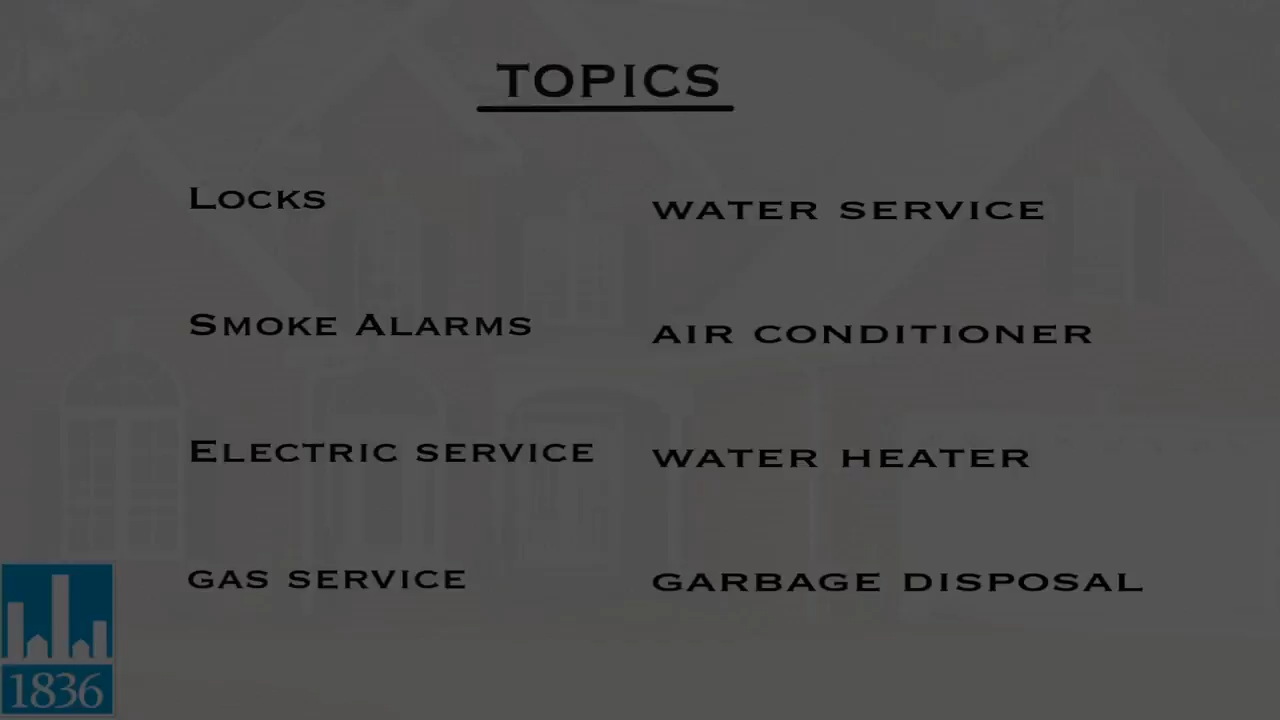 TOPICS
LOCKS
SMOKE ALARMS
ELECTRIC SERVICE
GAS SERVICE
WATER SERVICE
AIR CONDITIONER
WATER HEATER
GARBAGE DISPOSAL
1836